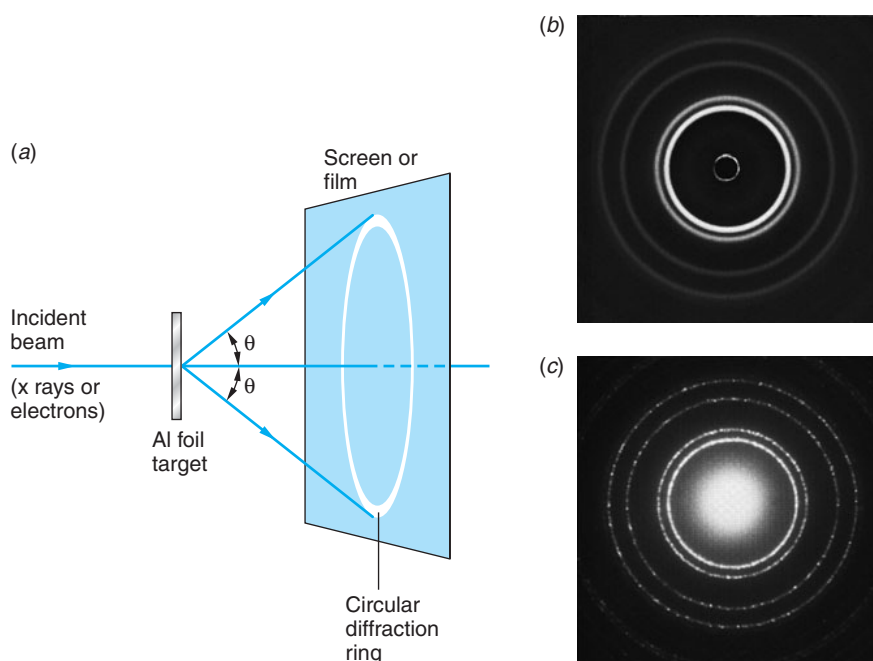 (a)
Screen or
film
Incident
beam
(x rays or
electrons)
θ
θ
Al foil
target
Circular
diffraction
ring
(b)
(c)